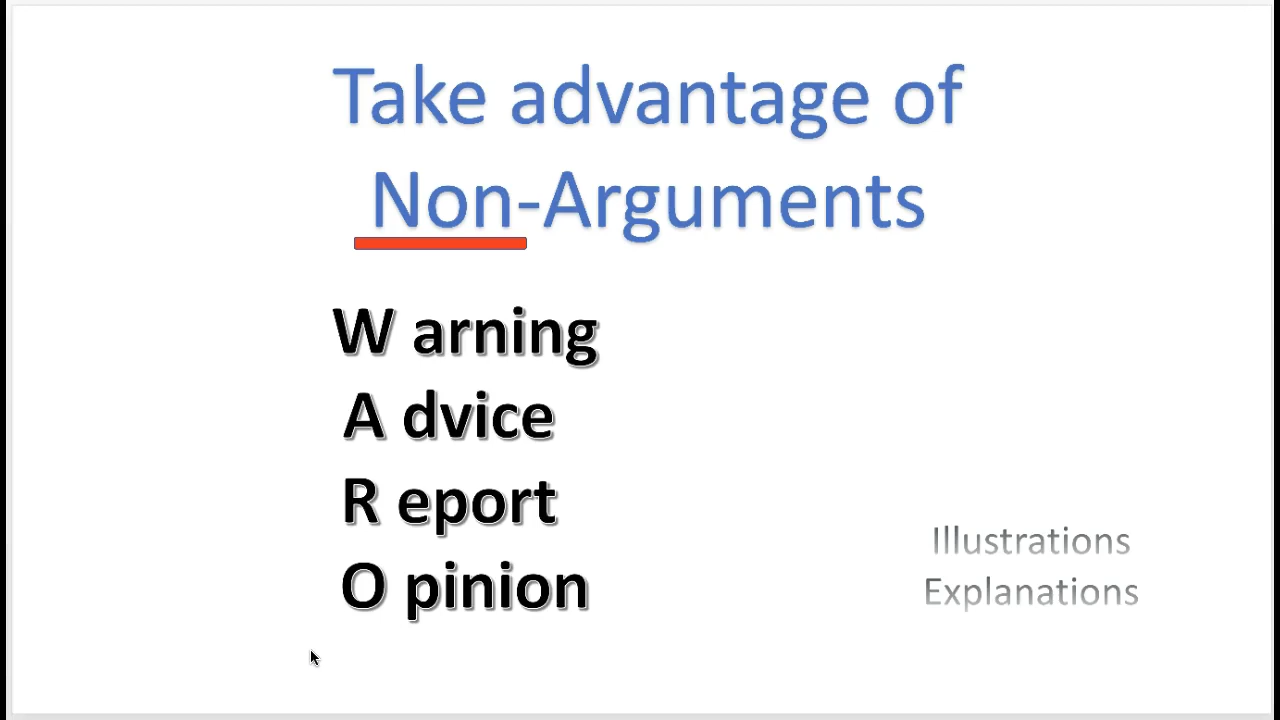 Take advantage of
Non-Arguments
W arning
A dvice
R eport
O pinion
Illustrations
Explanations